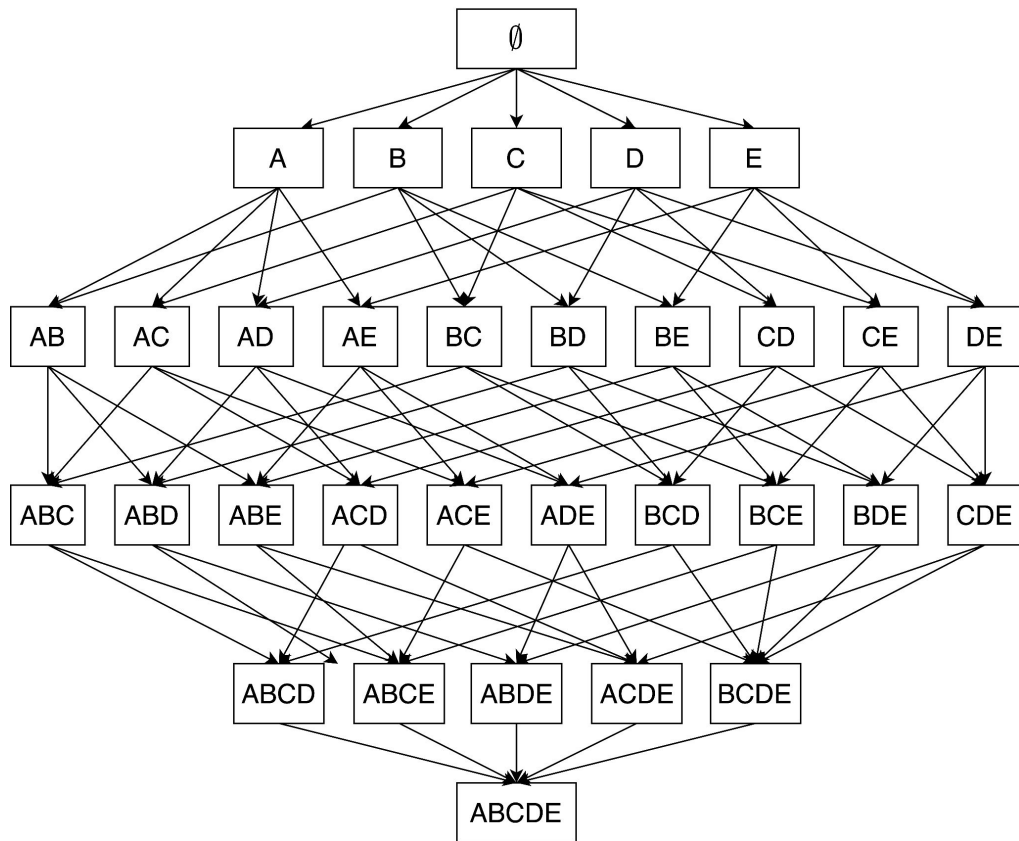 ∅
A B C D E
AB AC AD AE BC BD BE CD CE DE
ABC ABD ABE ACD ACE ADE BCD BCE BDE CDE
ABCD ABCE ABDE ACDE BCDE
ABCDE